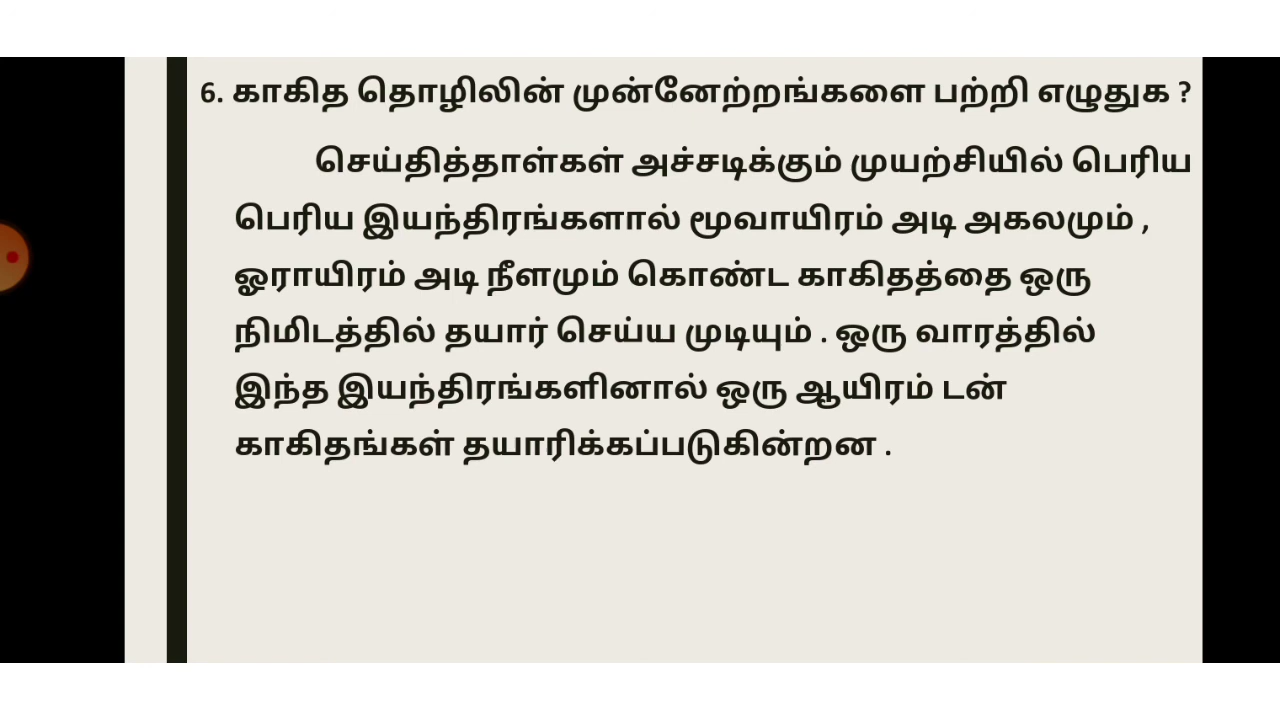 6. காகித தொழிலின் முன்னேற்றங்களை பற்றி எழுதுக ?
செய்தித்தாள்கள் அச்சடிக்கும் முயற்சியில் பெரிய
பெரிய இயந்திரங்களால் மூவாயிரம் அடி அகலமும் ,
ஓராயிரம் அடி நீளமும் கொண்ட காகிதத்தை ஒரு
நிமிடத்தில் தயார் செய்ய முடியும் . ஒரு வாரத்தில்
இந்த இயந்திரங்களினால் ஒரு ஆயிரம் டன்
காகிதங்கள் தயாரிக்கப்படுகின்றன .